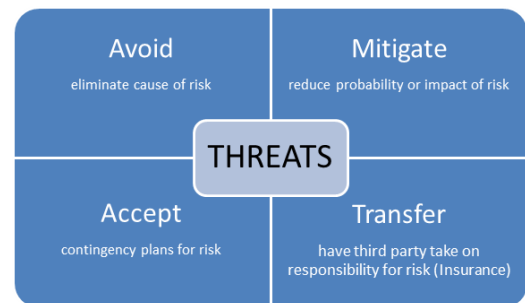 Avoid
eliminate cause of risk
Mitigate
reduce probability or impact of risk
THREATS
Accept
contingency plans for risk
Transfer
have third party take on
responsibility for risk (Insurance)